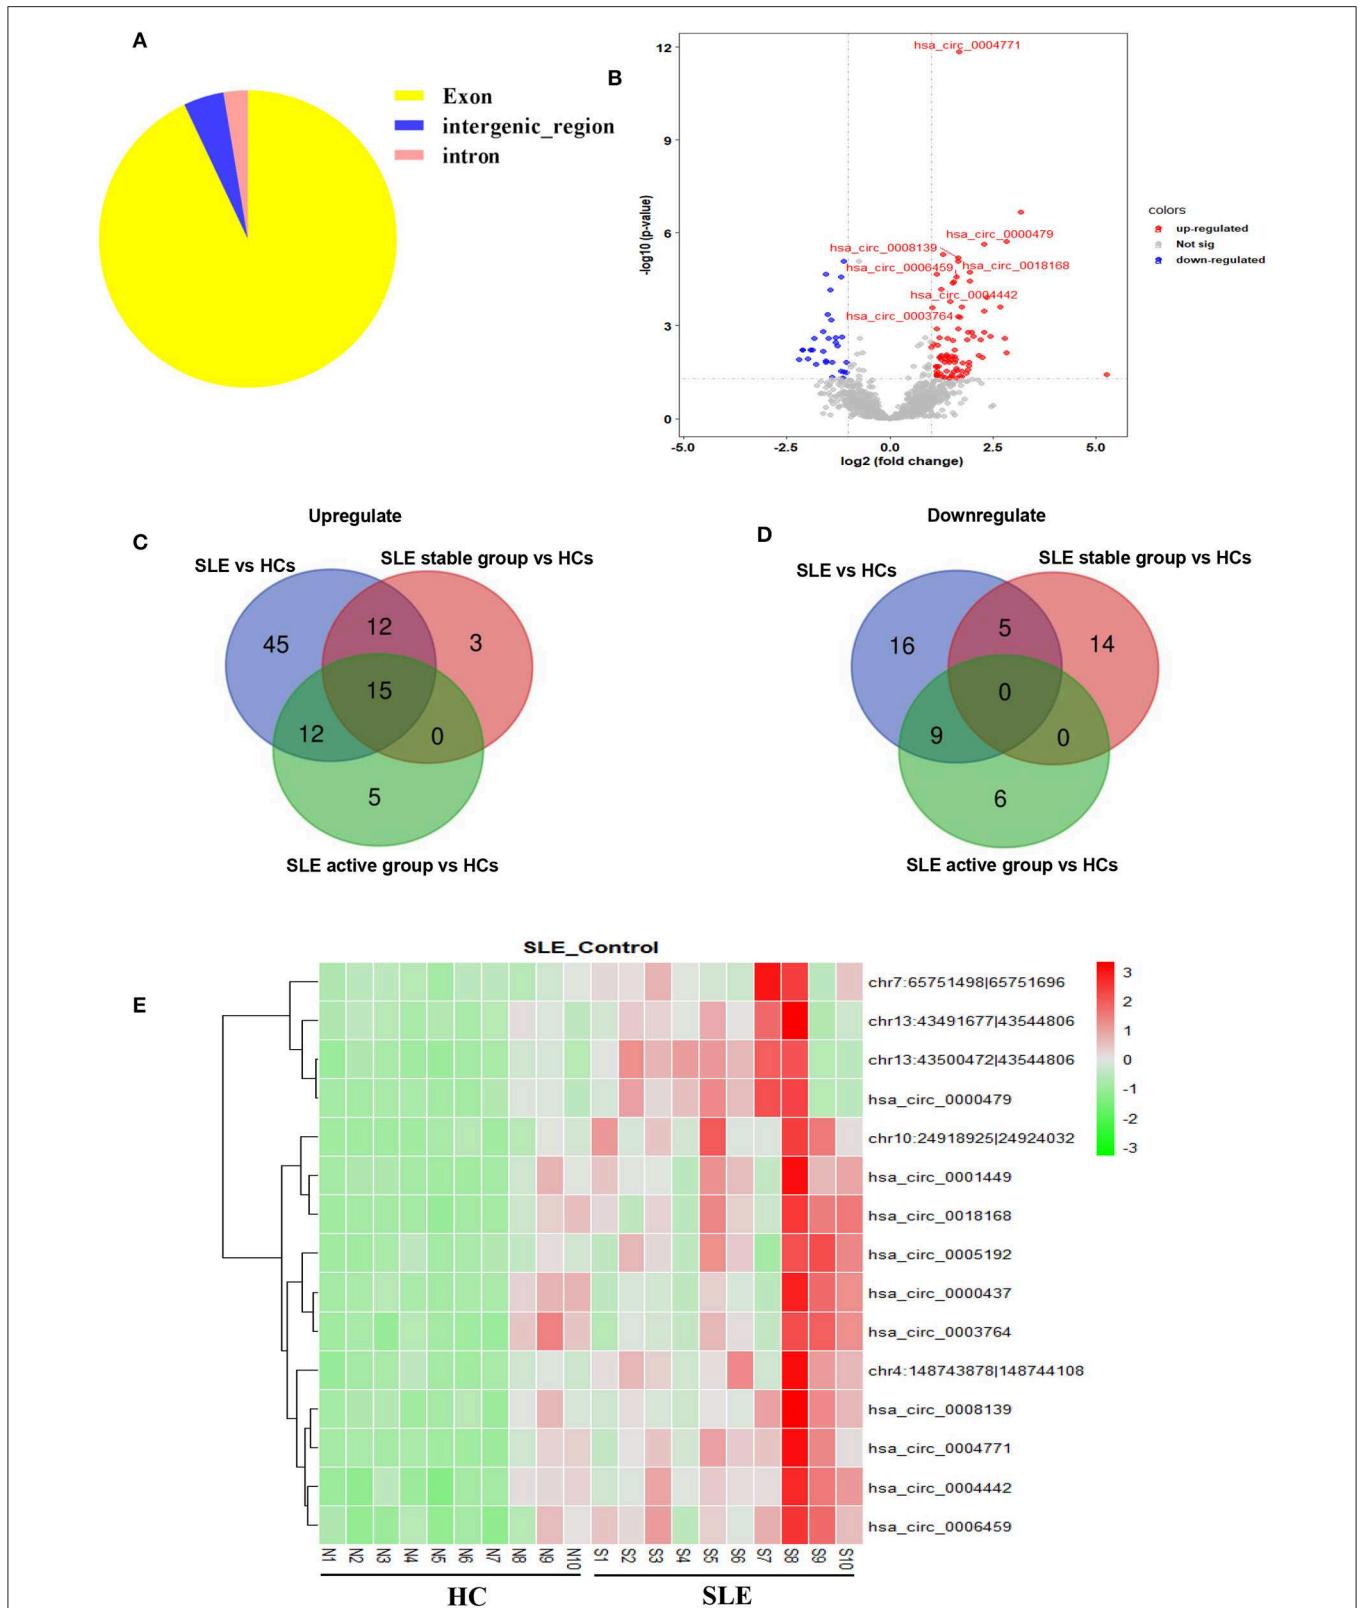 A
Exon
intergenic_region
intron
B
hsa_circ_0004771
hsa_circ_0000479
hsa_circ_0008139
hsa_circ_0006459
hsa_circ_0018168
hsa_circ_0004442
hsa_circ_0003764
12
9
6
3
0
-log10 (p-value)
-5.0 -2.5 0.0 2.5 5.0
log2 (fold change)
colors
up-regulated
Not sig
down-regulated
C
Upregulate
SLE vs HCs
SLE stable group vs HCs
45 12 3
15
12 0
5
SLE active group vs HCs
D
Downregulate
SLE vs HCs
SLE stable group vs HCs
16 5 14
0
9 0
6
SLE active group vs HCs
E
SLE_Control
chr7:65751498|65751696
chr13:43491677|43544806
chr13:43500472|43544806
hsa_circ_0000479
chr10:24918925|24924032
hsa_circ_0001449
hsa_circ_0018168
hsa_circ_0005192
hsa_circ_0000437
hsa_circ_0003764
chr4:148743878|148744108
hsa_circ_0008139
hsa_circ_0004771
hsa_circ_0004442
hsa_circ_0006459
3
2
1
0
-1
-2
-3
N1 N2 N3 N4 N5 N6 N7 N8 N9 N10 S1 S2 S3 S4 S5 S6 S7 S8 S9 S10
HC SLE